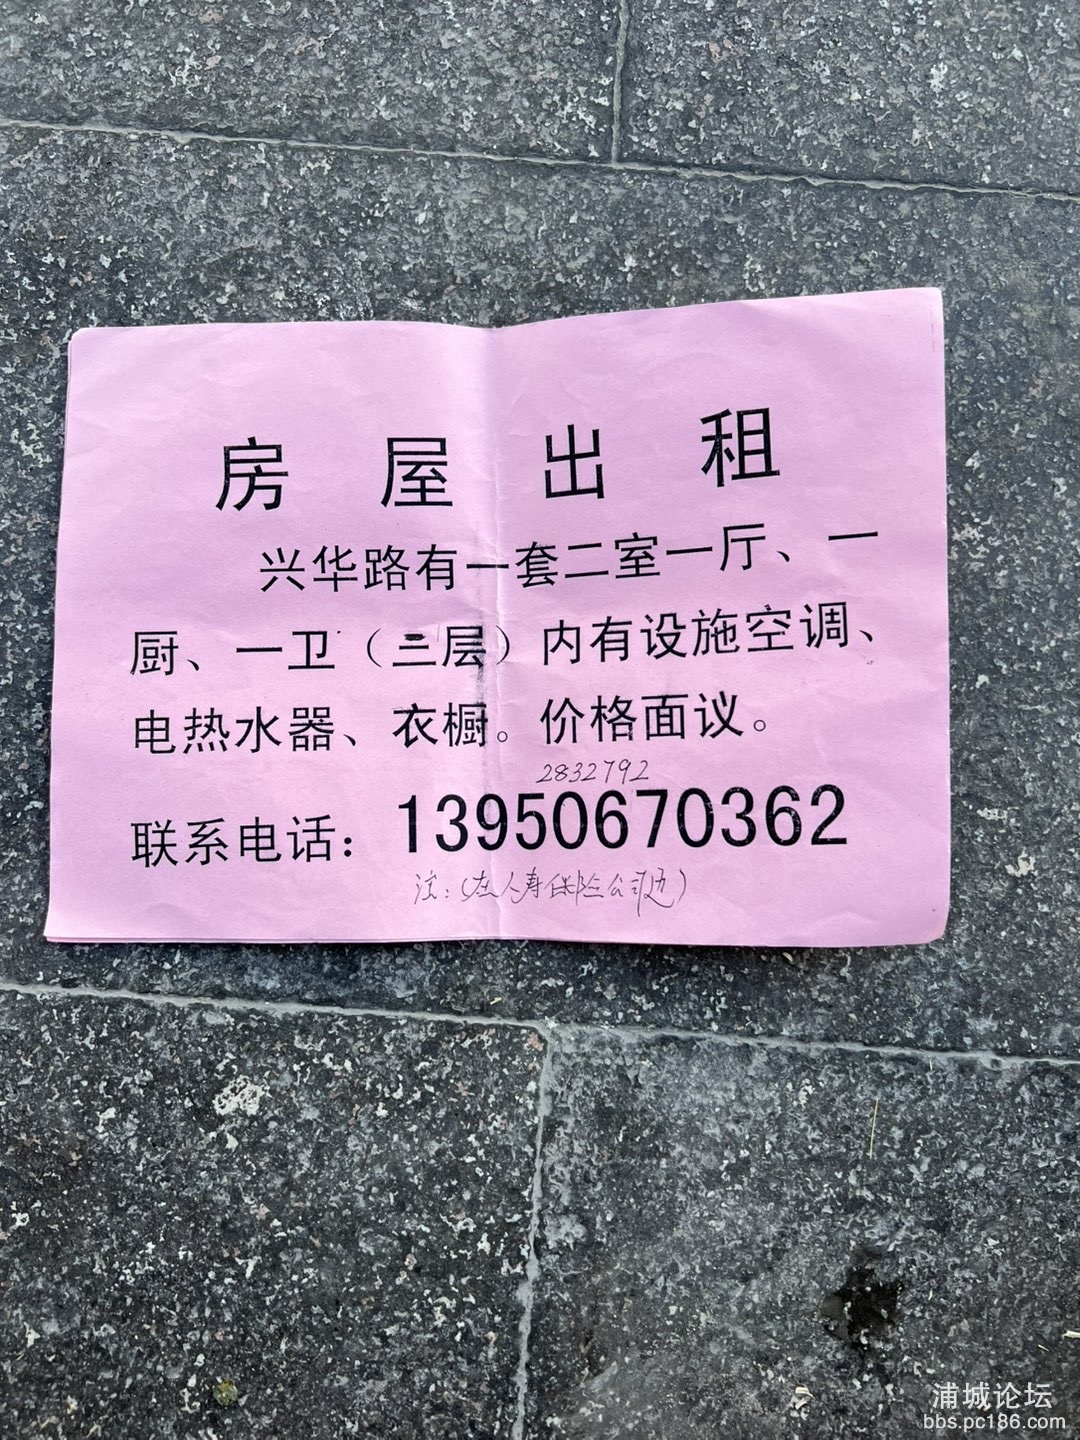 房屋出租
兴华路有一套二室一厅、一
厨、一卫（三层）内有设施空调、
电热水器、衣橱。价格面议。
2832792
联系电话：13950670362
注：（在人寿保险公司边）
浦城论坛
bbs.pc186.com